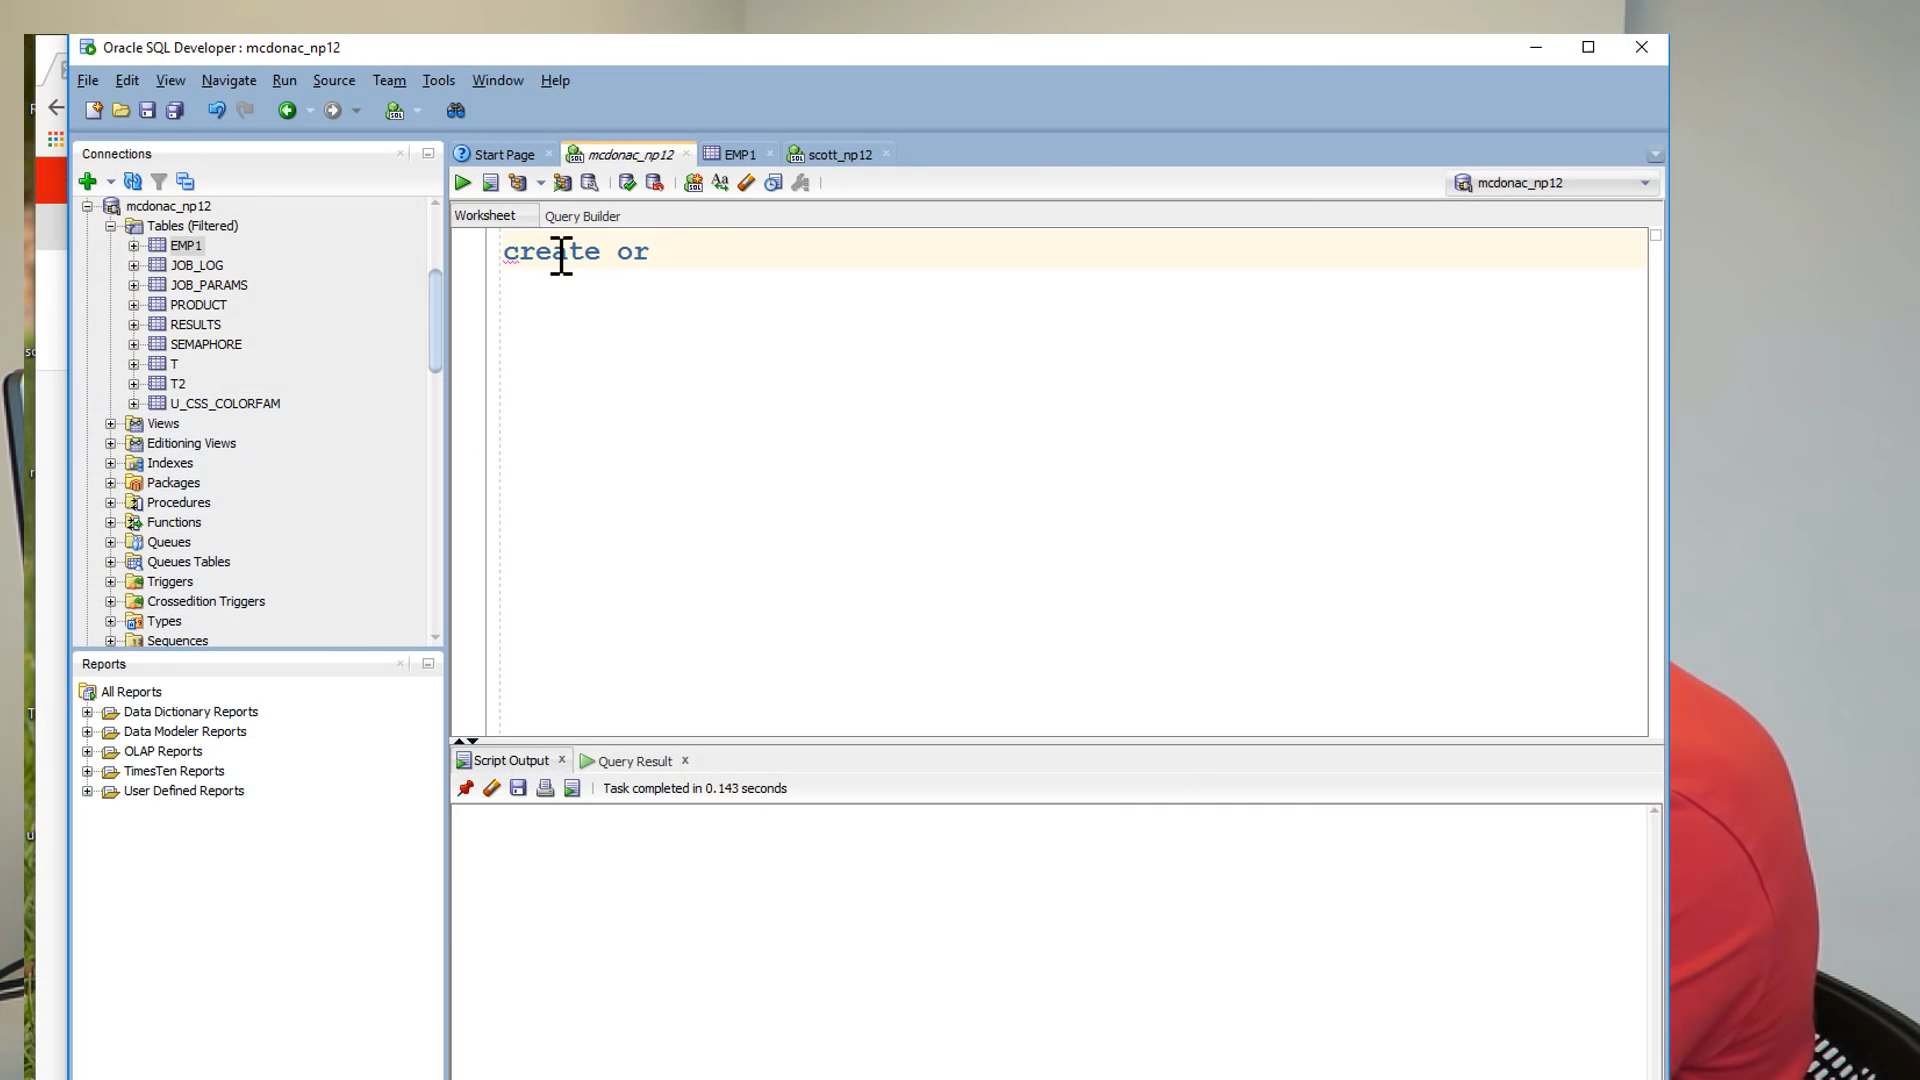 Oracle SQL Developer : mcdonac_np12
File Edit View Navigate Run Source Team Tools Window Help
Connections
Start Page
mcdonac_np12
EMP1
scott_np12
mcdonac_np12
Worksheet
Query Builder
create or
mcdonac_np12
Tables (Filtered)
EMP1
JOB_LOG
JOB_PARAMS
PRODUCT
RESULTS
SEMAPHORE
T
T2
U_CSS_COLORFAM
Views
Editioning Views
Indexes
Packages
Procedures
Functions
Queues
Queues Tables
Triggers
Crossedition Triggers
Types
Sequences
Reports
All Reports
Data Dictionary Reports
Data Modeler Reports
OLAP Reports
TimesTen Reports
User Defined Reports
Script Output
Query Result
Task completed in 0.143 seconds